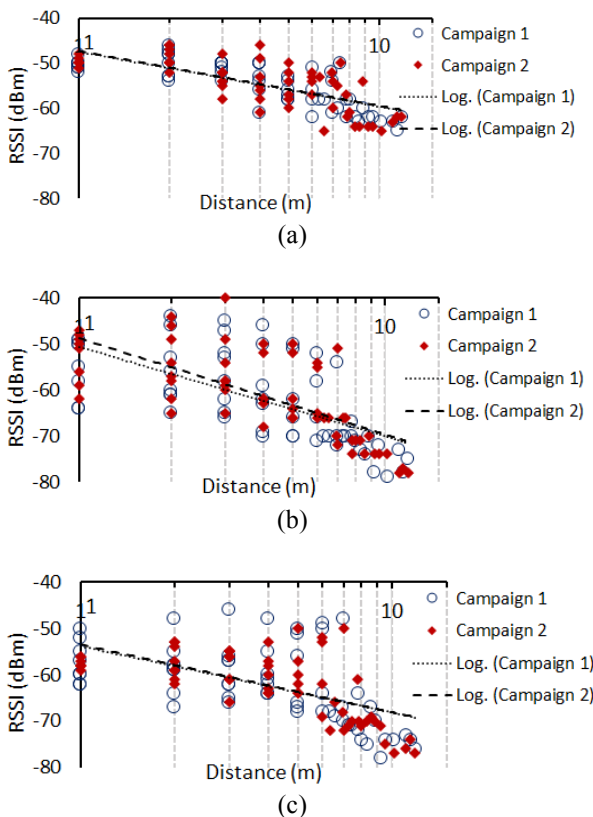 (a)
-40
-50
-60
-70
-80
RSSI (dBm)
1
1
10
Distance (m)
Campaign 1
Campaign 2
Log. (Campaign 1)
Log. (Campaign 2)
(a)
-40
-50
-60
-70
-80
RSSI (dBm)
1
1
10
Distance (m)
Campaign 1
Campaign 2
Log. (Campaign 1)
Log. (Campaign 2)
(b)
-40
-50
-60
-70
-80
RSSI (dBm)
1
1
10
Distance (m)
Campaign 1
Campaign 2
Log. (Campaign 1)
Log. (Campaign 2)
(c)